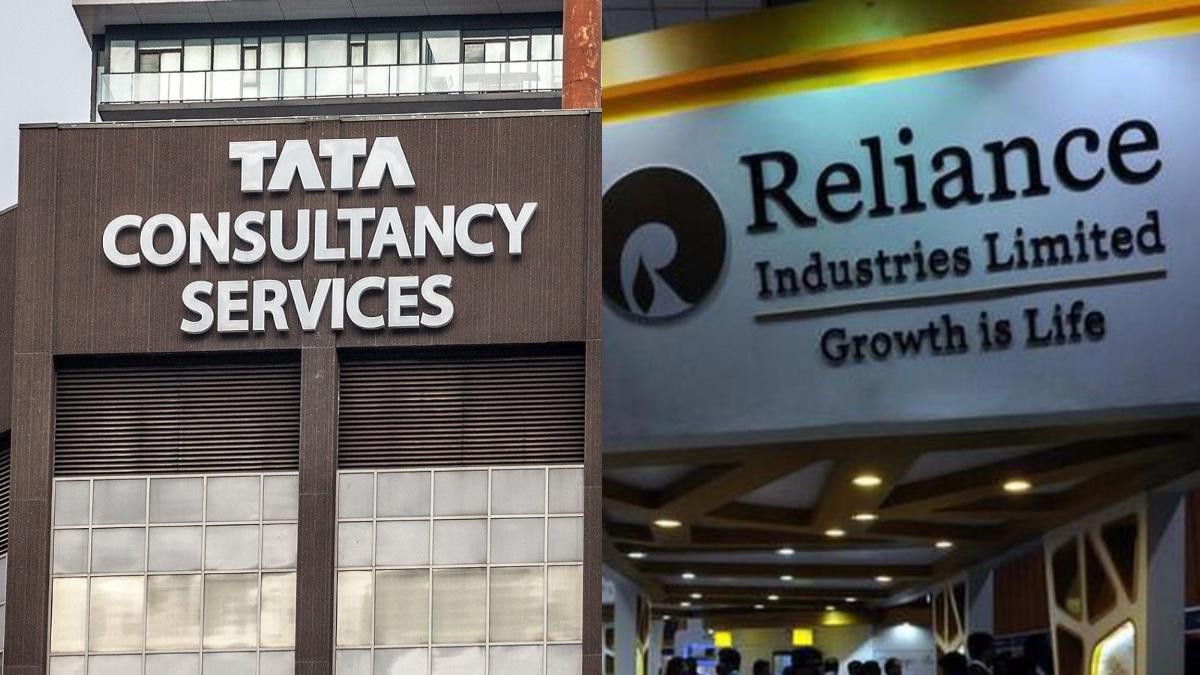 TATA
CONSULTANCY
SERVICES
Reliance
Industries Limited
Growth is Life